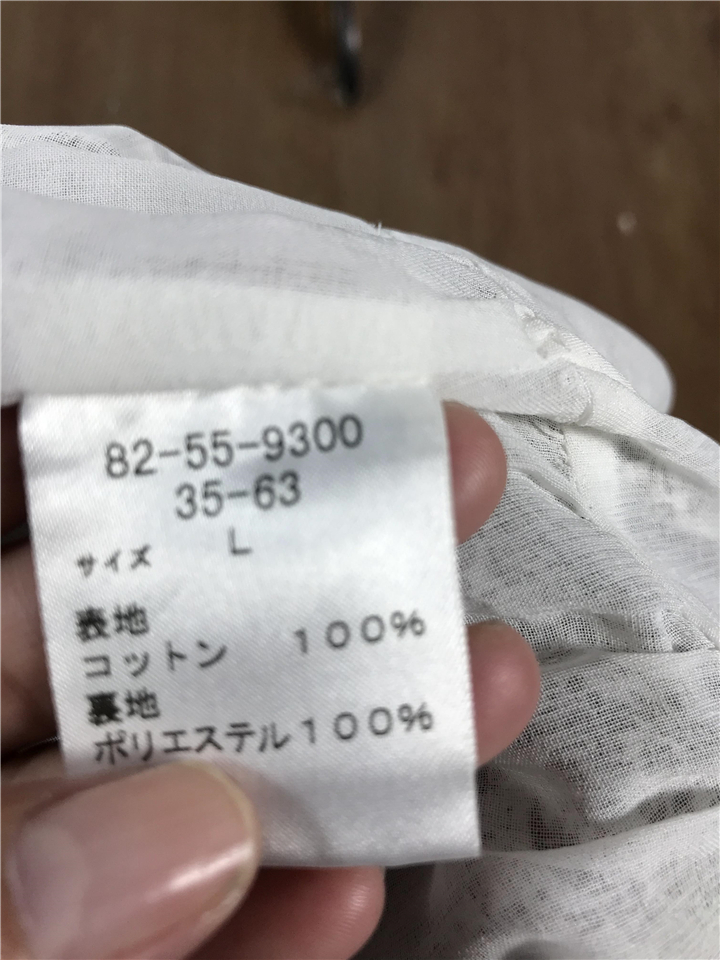 82-55-9300
35-63
サイズ L
表地
コットン 100%
裏地
ポリエステル100%